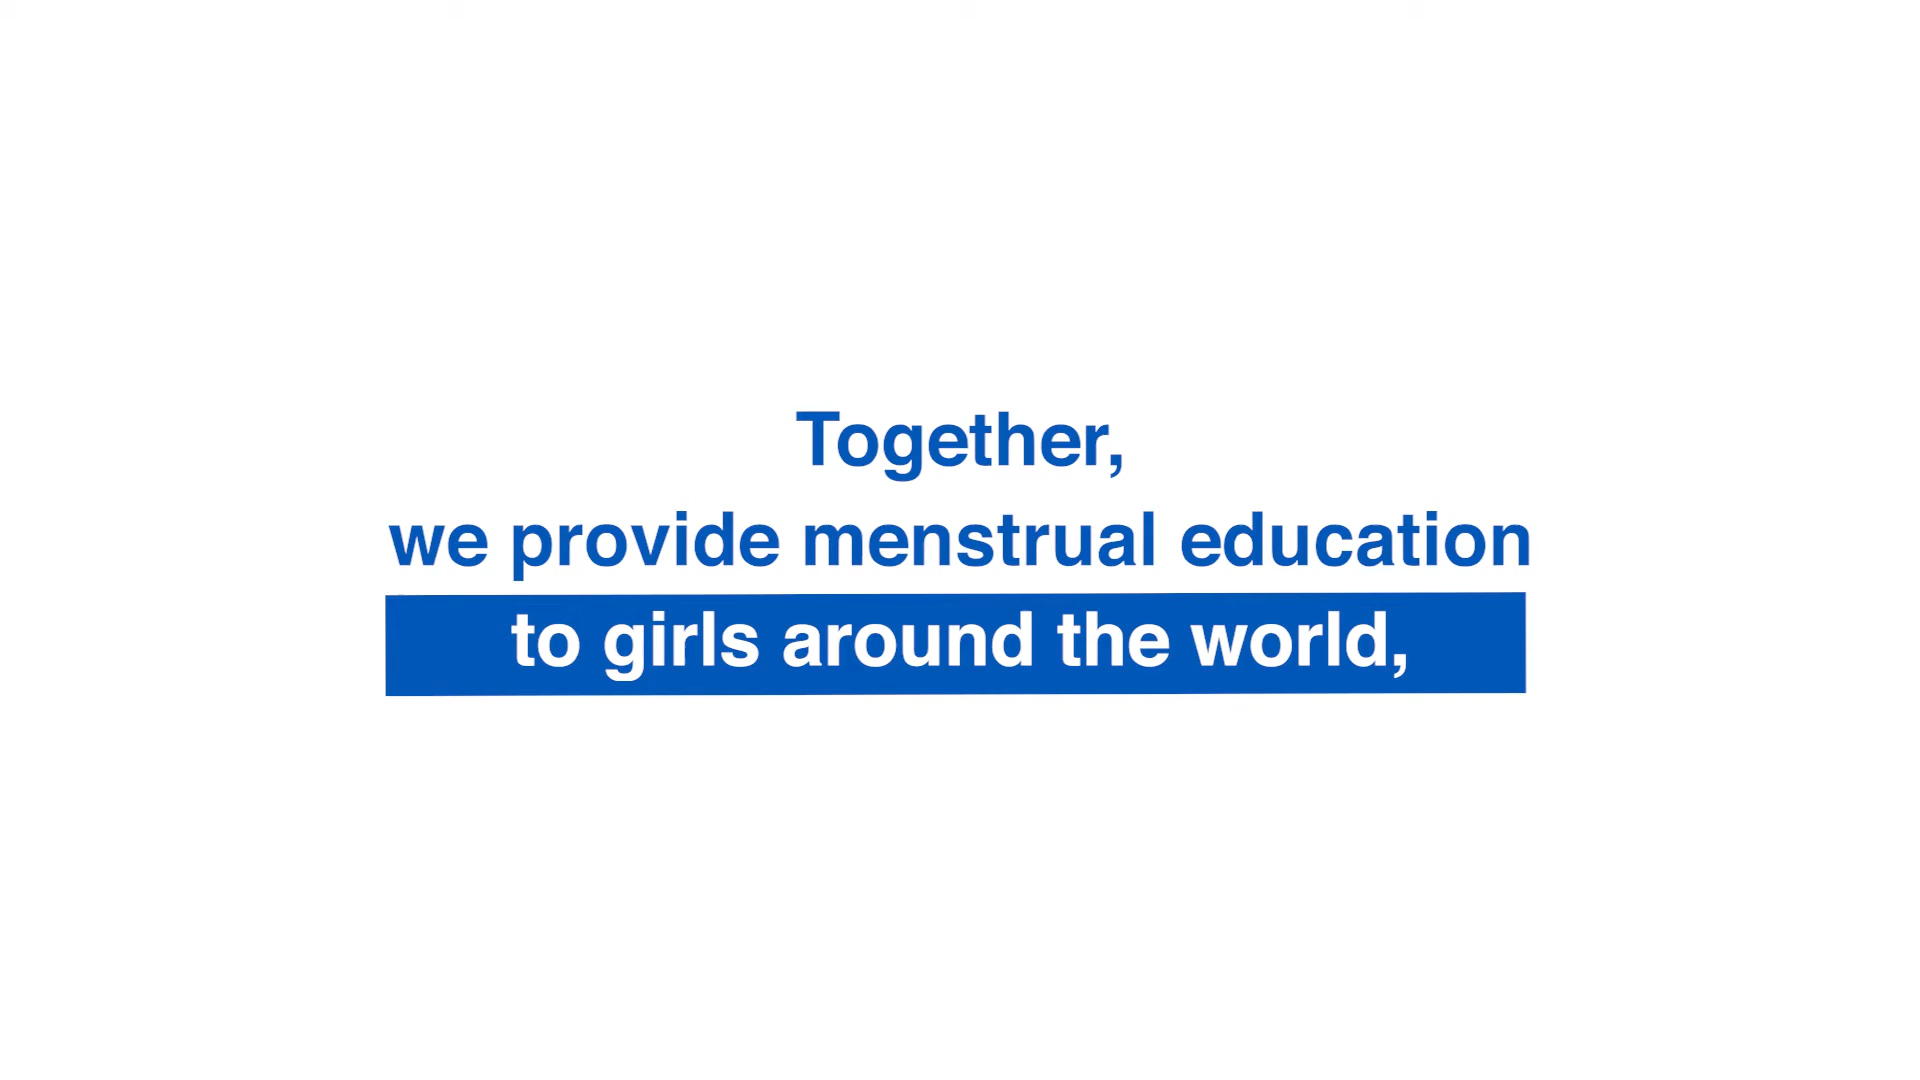 Together,
we provide menstrual education
to girls around the world,